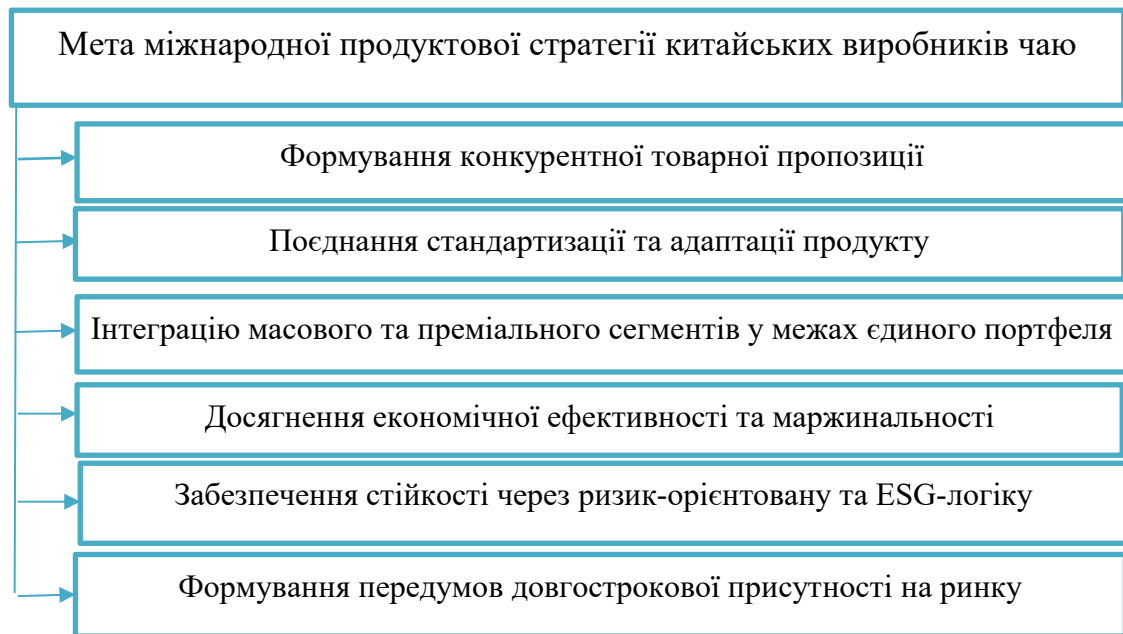 Мета міжнародної продуктової стратегії китайських виробників чаю
Формування конкурентної товарної пропозиції
Поєднання стандартизації та адаптації продукту
Інтеграцію масового та преміального сегментів у межах єдиного портфеля
Досягнення економічної ефективності та маржинальності
Забезпечення стійкості через ризик-орієнтовану та ESG-логіку
Формування передумов довгострокової присутності на ринку